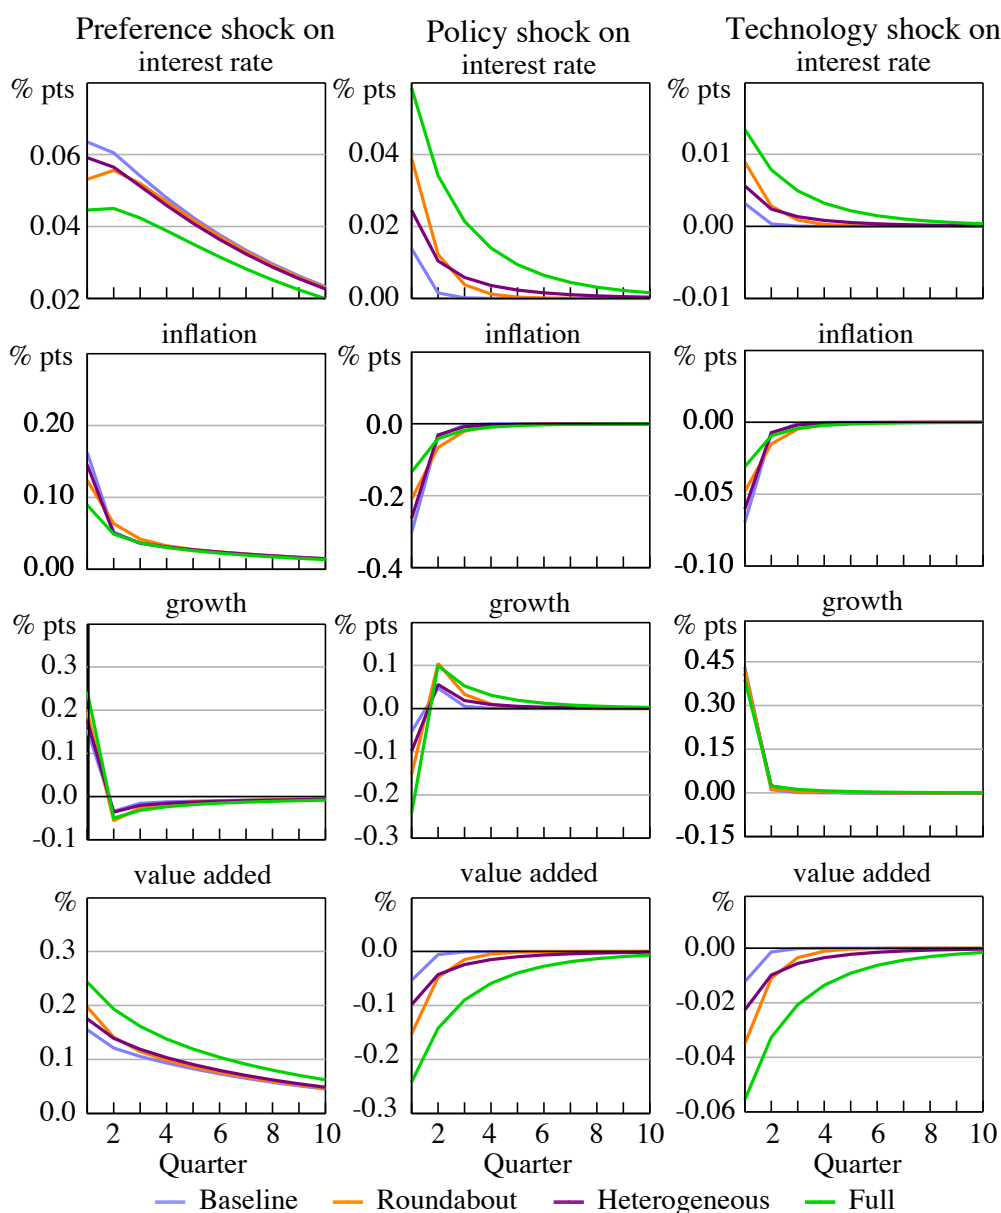 Preference shock on Policy shock on Technology shock on
interest rate interest rate interest rate
% pts % pts % pts
0.06 0.04 0.01
0.04 0.02 0.00
0.02 0.00 -0.01
inflation inflation inflation
% pts % pts % pts
0.20 0.0 0.00
0.10 -0.2 -0.05
0.00 -0.4 -0.10
growth growth growth
% pts % pts % pts
0.3 0.1 0.45
0.2 0.0 0.30
0.1 -0.1 0.15
0.0 -0.2 0.00
-0.1 -0.3 -0.15
value added value added value added
% % %
0.3 0.0 0.00
0.2 -0.1 -0.02
0.1 -0.2 -0.04
0.0 -0.3 -0.06
2 4 6 8 10 2 4 6 8 10 2 4 6 8 10
Quarter Quarter Quarter
Baseline Roundabout Heterogeneous Full